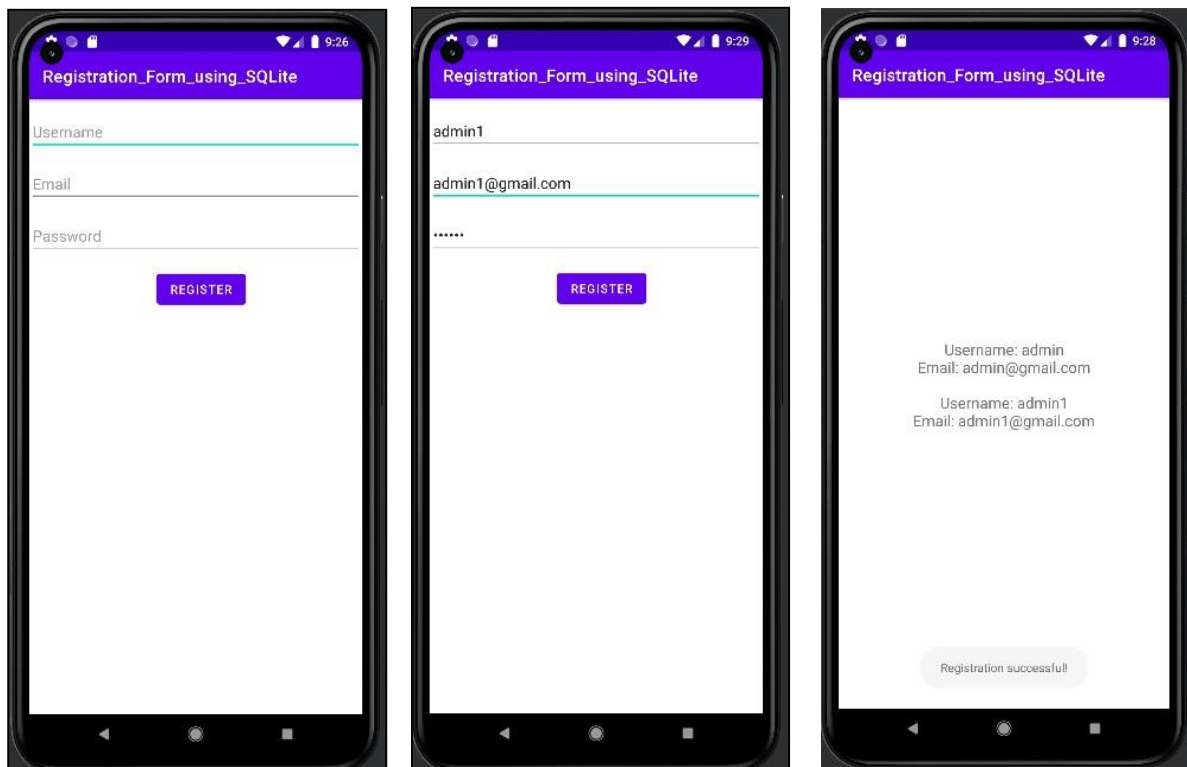 9:26
Registration_Form_using_SQLite
Username
Email
Password
REGISTER
9:29
Registration_Form_using_SQLite
admin1
admin1@gmail.com
••••••
REGISTER
9:28
Registration_Form_using_SQLite
Username: admin
Email: admin@gmail.com
Username: admin1
Email: admin1@gmail.com
Registration successful!